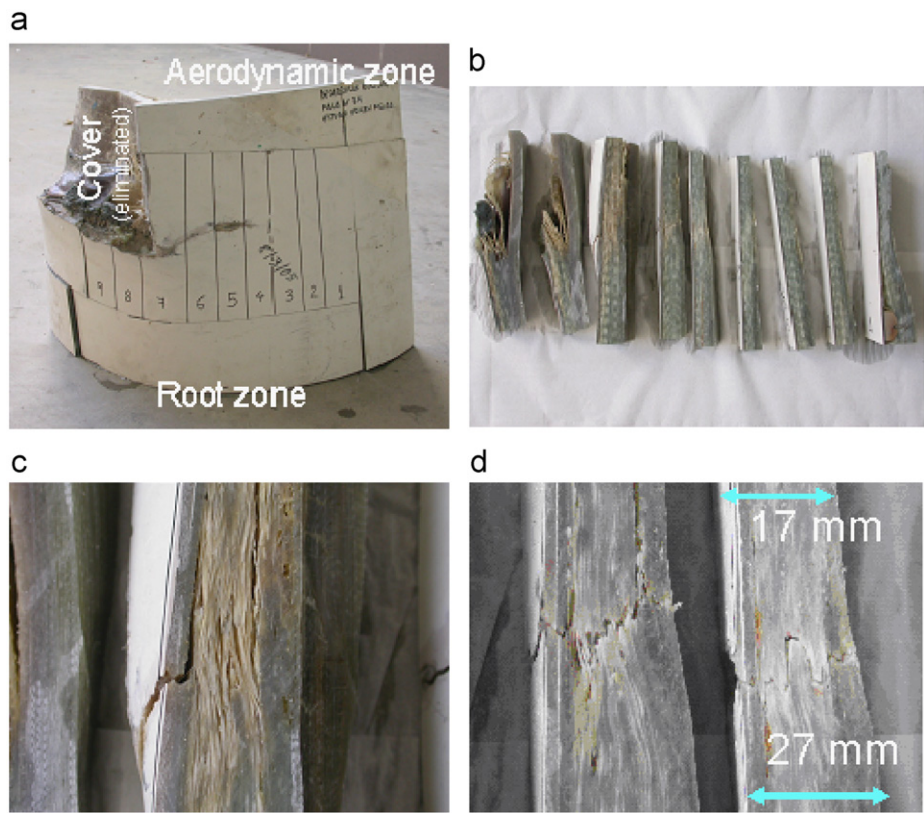 a
Aerodynamic zone
Cover
(eliminated)
9 8 7 6 5 4 3 2 1
Root zone
b
c
d
17 mm
27 mm